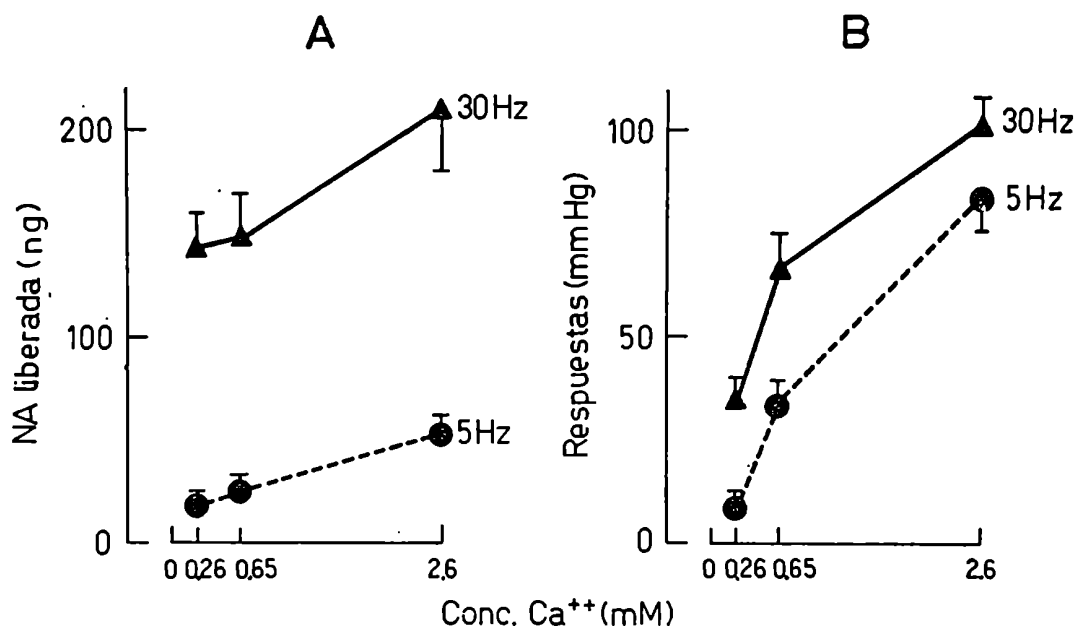 A
B
NA liberada (ng)
200
100
0
30Hz
5Hz
0 0,26 0,65 2.6
Respuestas (mm Hg)
100
50
0
30Hz
5Hz
0 0,26 0,65 2.6
Conc. Ca++ (mM)